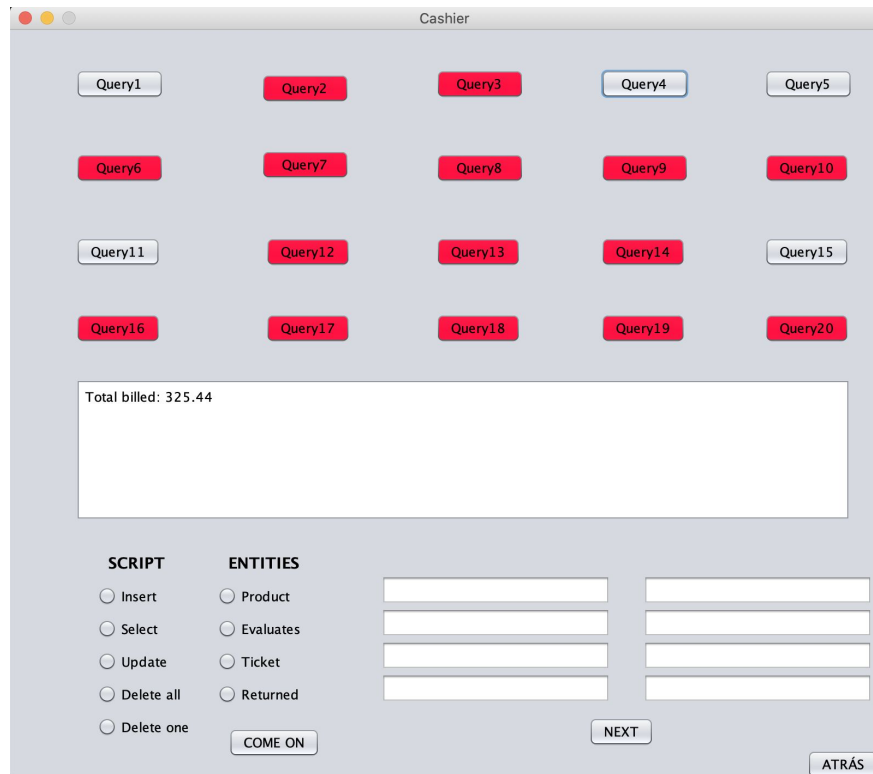 Cashier
Query1 Query2 Query3 Query4 Query5
Query6 Query7 Query8 Query9 Query10
Query11 Query12 Query13 Query14 Query15
Query16 Query17 Query18 Query19 Query20
Total billed: 325.44
SCRIPT ENTITIES
Insert Product
Select Evaluates
Update Ticket
Delete all Returned
Delete one
COME ON NEXT
ATRÁS